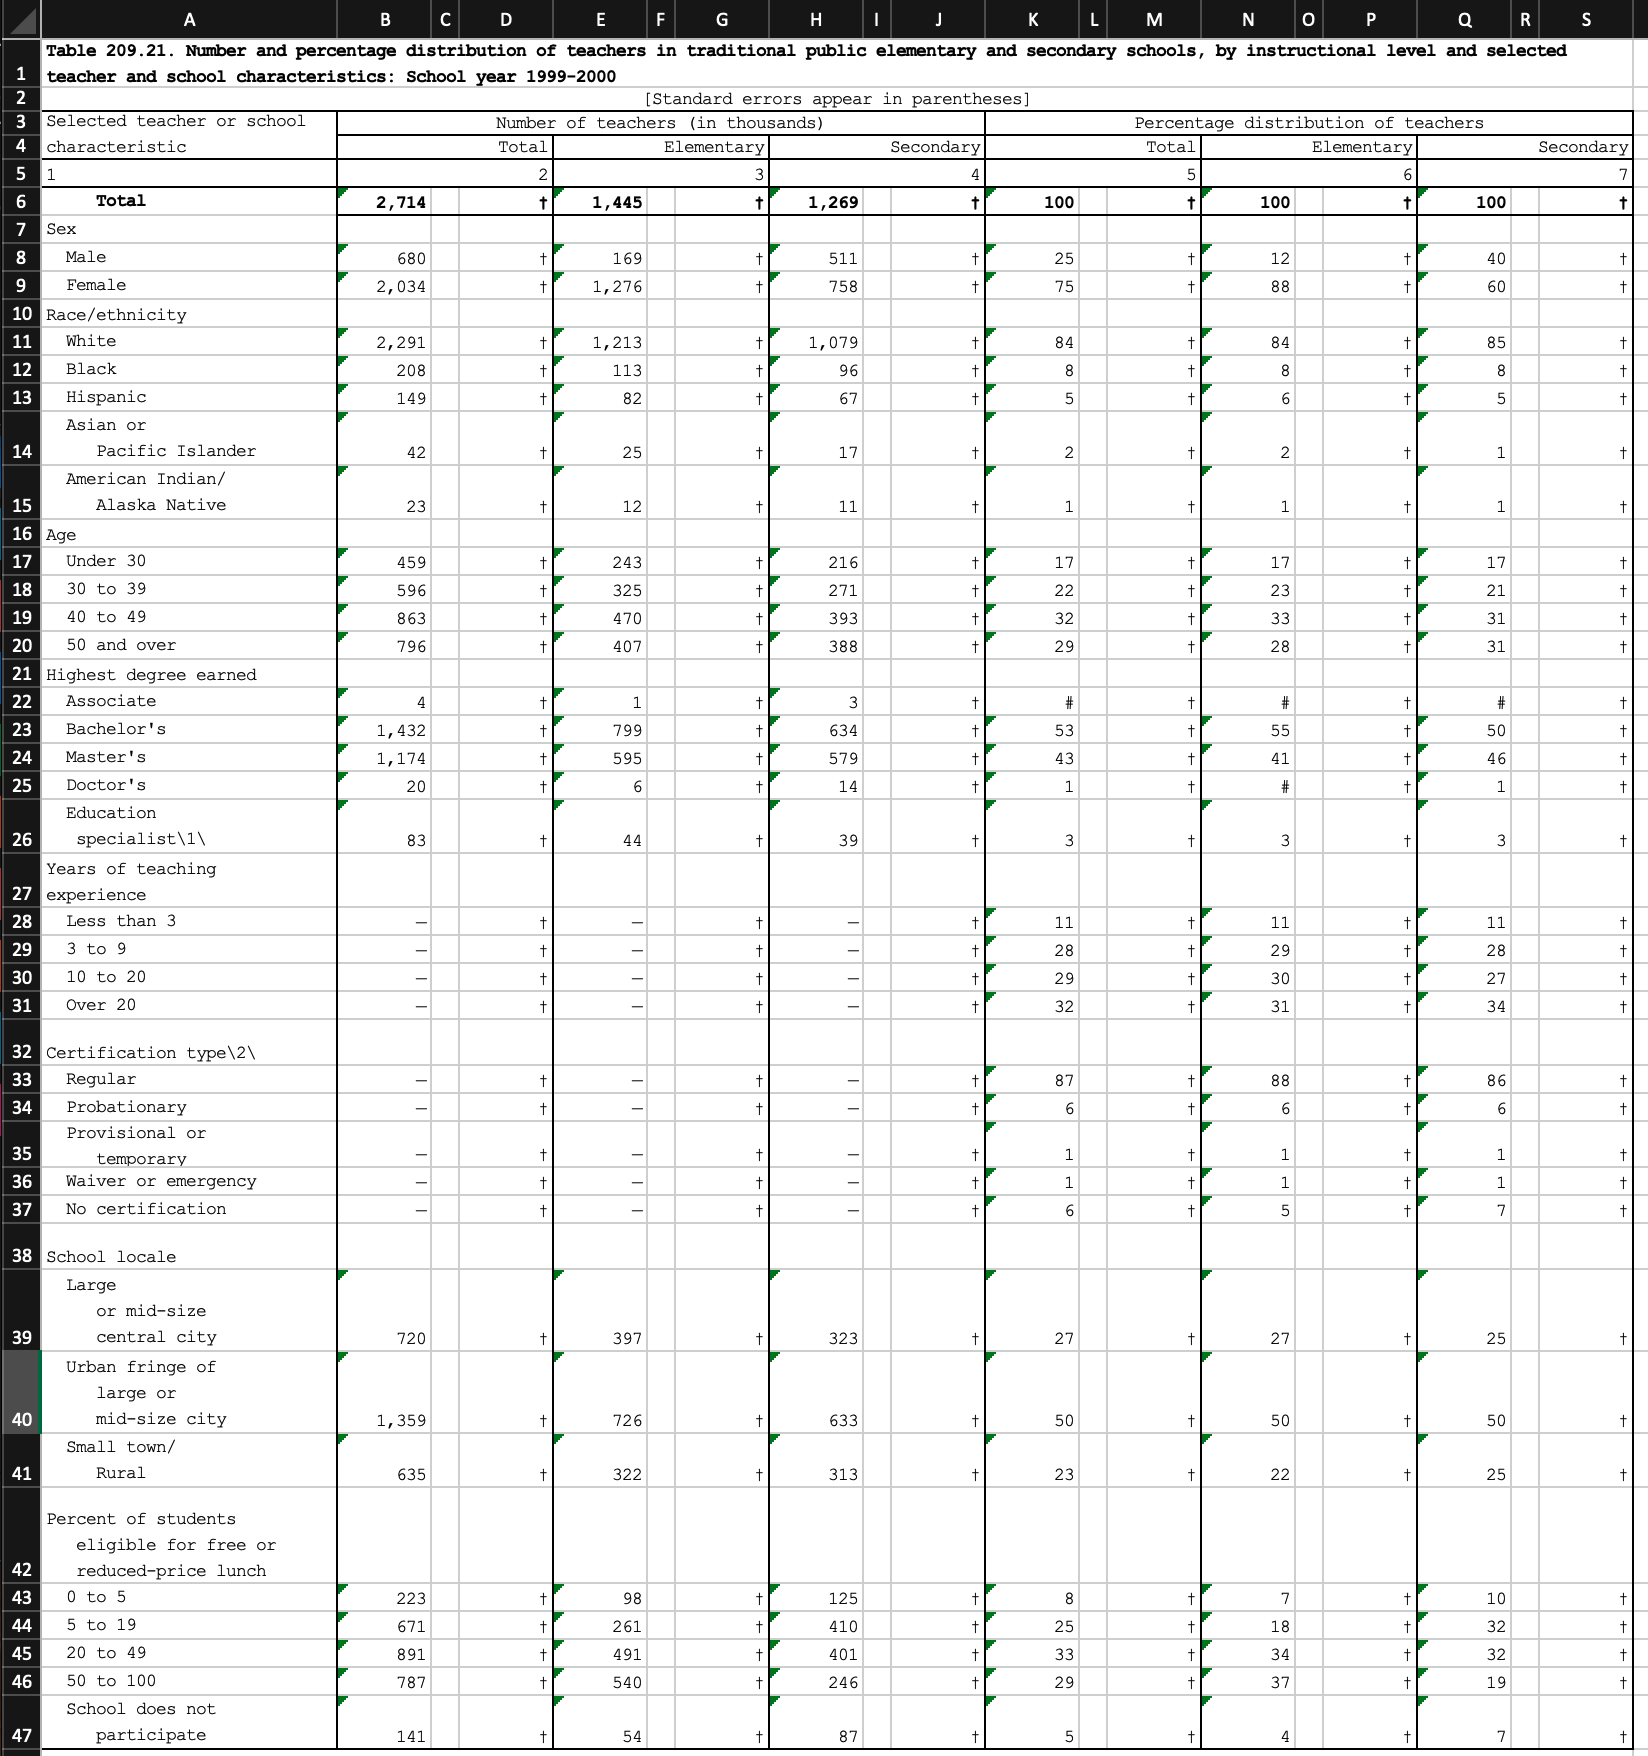 A B C D E F G H I J K L M N O P Q R S
1 Table 209.21. Number and percentage distribution of teachers in traditional public elementary and secondary schools, by instructional level and selected
teacher and school characteristics: School year 1999-2000
2 [Standard errors appear in parentheses]
3 Selected teacher or school Number of teachers (in thousands) Percentage distribution of teachers
4 characteristic Total Elementary Secondary Total Elementary Secondary
5 1 2 3 4 5 6 7
6 Total 2,714 † 1,445 † 1,269 † 100 † 100 † 100 †
7 Sex
8 Male 680 † 169 † 511 † 25 † 12 † 40 †
9 Female 2,034 † 1,276 † 758 † 75 † 88 † 60 †
10 Race/ethnicity
11 White 2,291 † 1,213 † 1,079 † 84 † 84 † 85 †
12 Black 208 † 113 † 96 † 8 † 8 † 8 †
13 Hispanic 149 † 82 † 67 † 5 † 6 † 5 †
Asian or
14 Pacific Islander 42 † 25 † 17 † 2 † 2 † 1 †
American Indian/
15 Alaska Native 23 † 12 † 11 † 1 † 1 † 1 †
16 Age
17 Under 30 459 † 243 † 216 † 17 † 17 † 17 †
18 30 to 39 596 † 325 † 271 † 22 † 23 † 21 †
19 40 to 49 863 † 470 † 393 † 32 † 33 † 31 †
20 50 and over 796 † 407 † 388 † 29 † 28 † 31 †
21 Highest degree earned
22 Associate 4 † 1 † 3 † # † # † # †
23 Bachelor's 1,432 † 799 † 634 † 53 † 55 † 50 †
24 Master's 1,174 † 595 † 579 † 43 † 41 † 46 †
25 Doctor's 20 † 6 † 14 † 1 † # † 1 †
Education
26 specialist\1\ 83 † 44 † 39 † 3 † 3 † 3 †
Years of teaching
27 experience
28 Less than 3 — † — † — † 11 † 11 † 11 †
29 3 to 9 — † — † — † 28 † 29 † 28 †
30 10 to 20 — † — † — † 29 † 30 † 27 †
31 Over 20 — † — † — † 32 † 31 † 34 †
32 Certification type\2\
33 Regular — † — † — † 87 † 88 † 86 †
34 Probationary — † — † — † 6 † 6 † 6 †
Provisional or
35 temporary — † — † — † 1 † 1 † 1 †
36 Waiver or emergency — † — † — † 1 † 1 † 1 †
37 No certification — † — † — † 6 † 5 † 7 †
38 School locale
Large
or mid-size
39 central city 720 † 397 † 323 † 27 † 27 † 25 †
Urban fringe of
large or
40 mid-size city 1,359 † 726 † 633 † 50 † 50 † 50 †
Small town/
41 Rural 635 † 322 † 313 † 23 † 22 † 25 †
Percent of students
eligible for free or
42 reduced-price lunch
43 0 to 5 223 † 98 † 125 † 8 † 7 † 10 †
44 5 to 19 671 † 261 † 410 † 25 † 18 † 32 †
45 20 to 49 891 † 491 † 401 † 33 † 34 † 32 †
46 50 to 100 787 † 540 † 246 † 29 † 37 † 19 †
School does not
47 participate 141 † 54 † 87 † 5 † 4 † 7 †